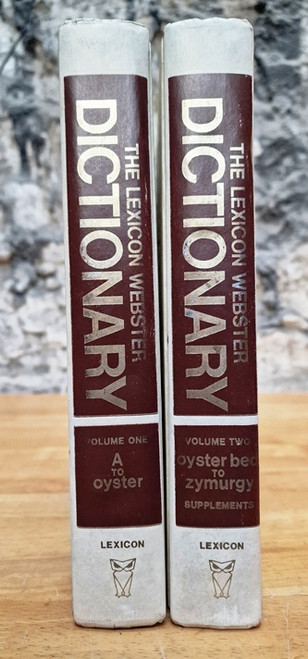 THE LEXICON WEBSTER
DICTIONARY
VOLUME ONE
A
TO
oyster
LEXICON
THE LEXICON WEBSTER
DICTIONARY
VOLUME TWO
oyster bed
TO
zymurgy
SUPPLEMENTS
LEXICON